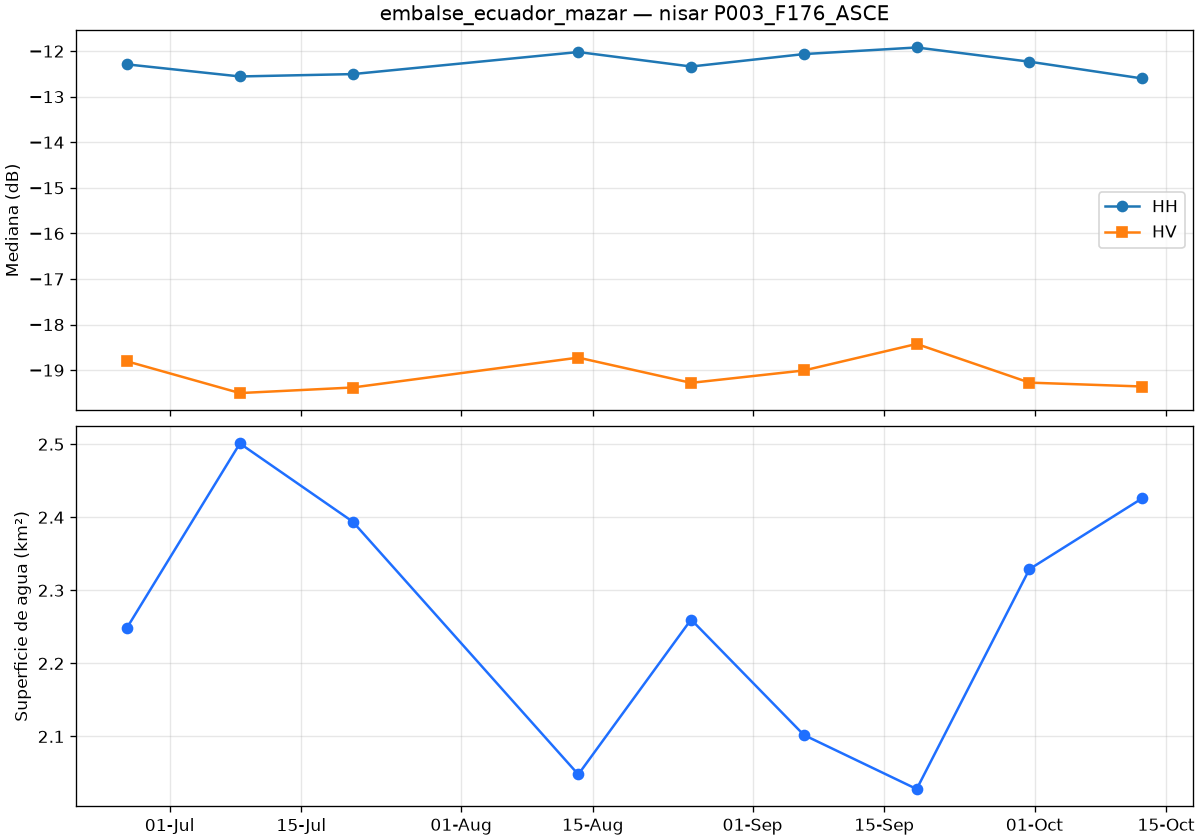 embalse_ecuador_mazar — nisar P003_F176_ASCE
Mediana (dB)
−12
−13
−14
−15
−16
−17
−18
−19
HH
HV
Superficie de agua (km²)
2.5
2.4
2.3
2.2
2.1
01-Jul 15-Jul 01-Aug 15-Aug 01-Sep 15-Sep 01-Oct 15-Oct